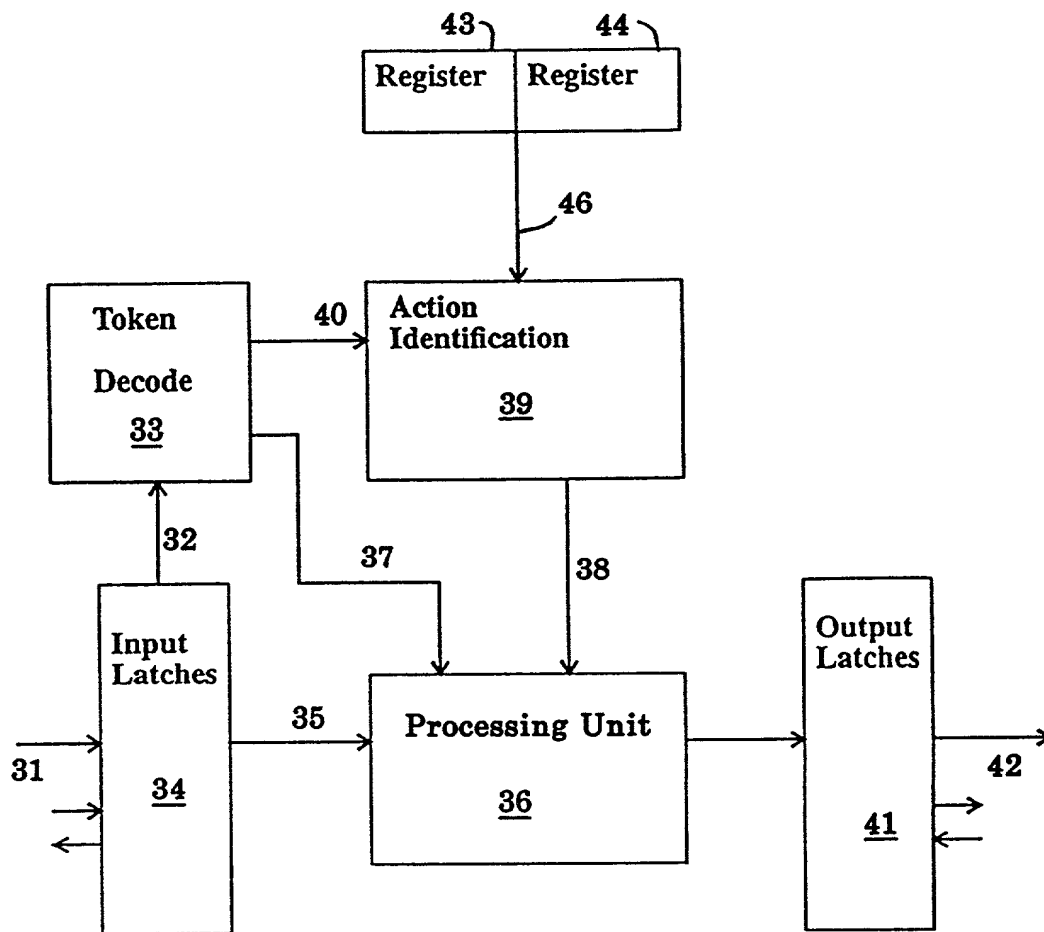 43
44
Register
Register
46
Token
Decode
33
40
Action
Identification
39
32
37
38
Input
Latches
34
31
35
Processing Unit
36
Output
Latches
41
42